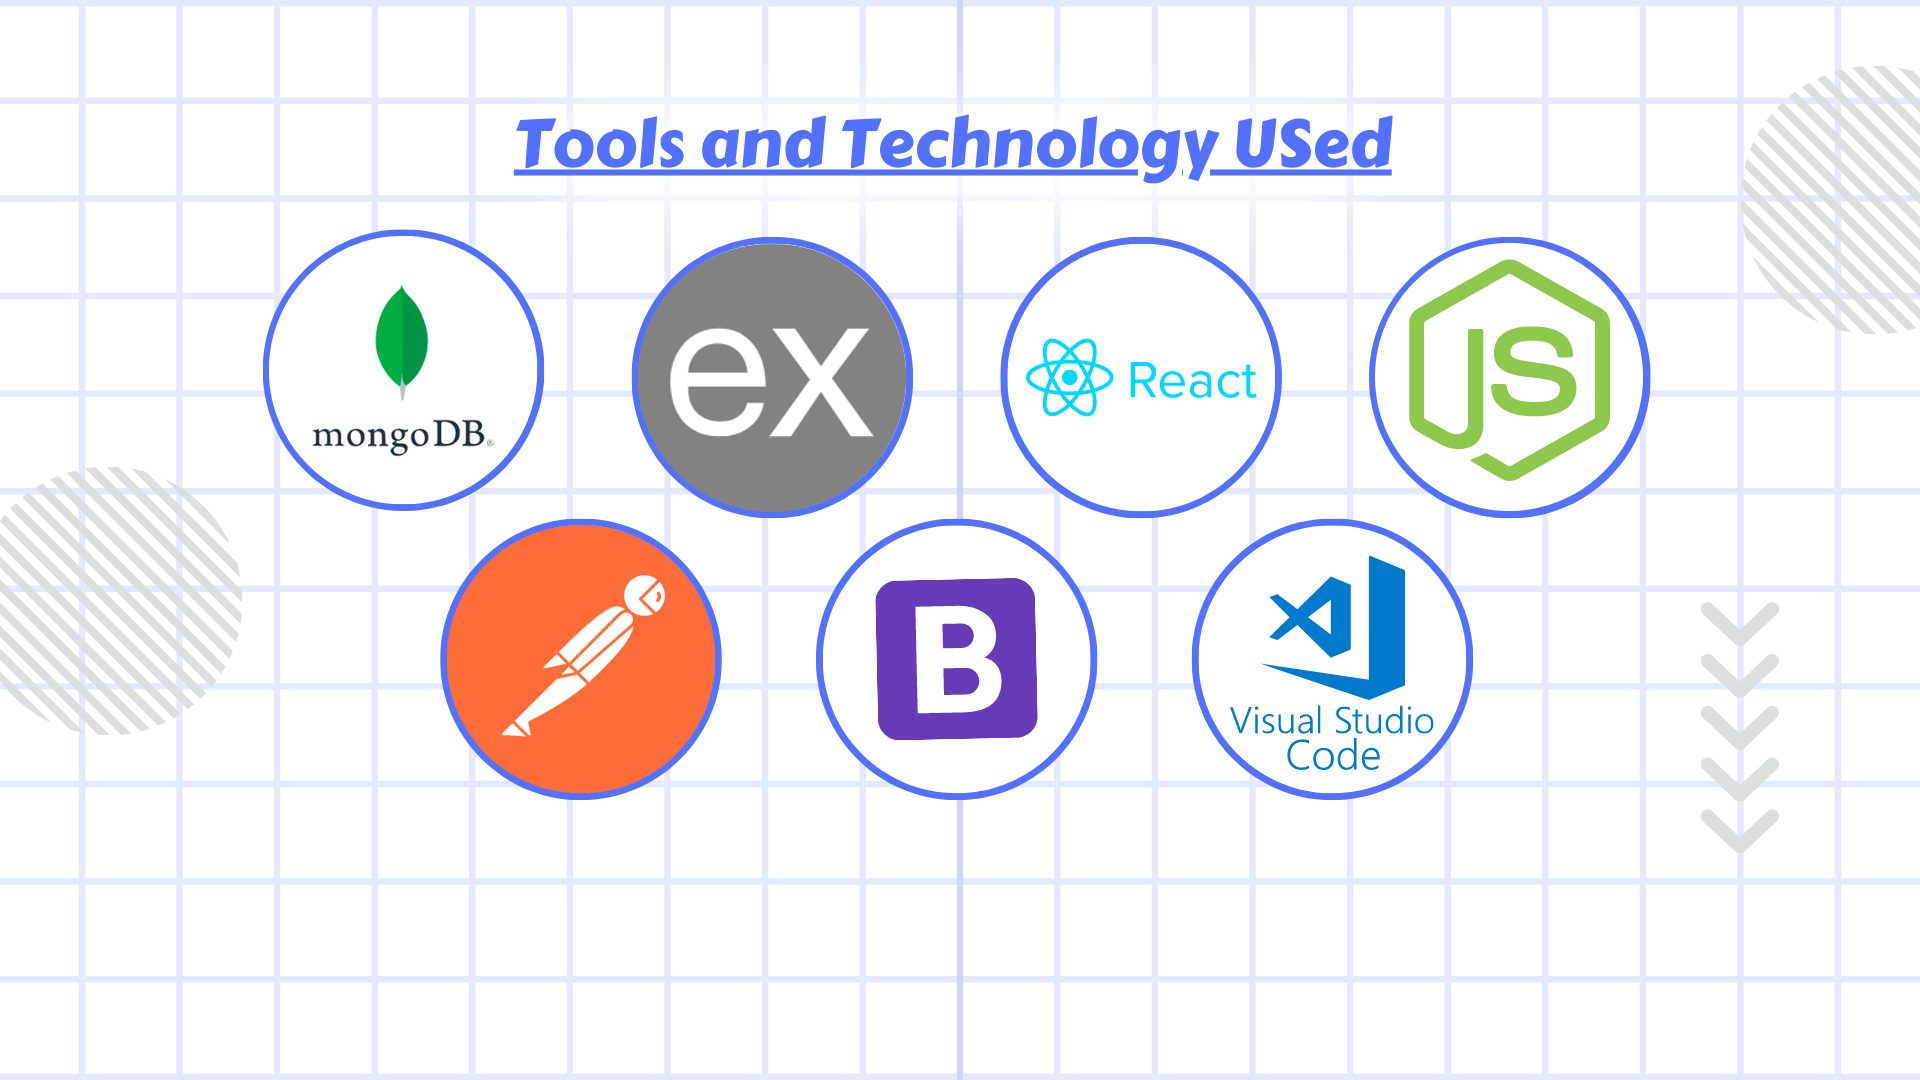 Tools and Technology USed
mongoDB®
ex
React
JS
B
Visual Studio
Code